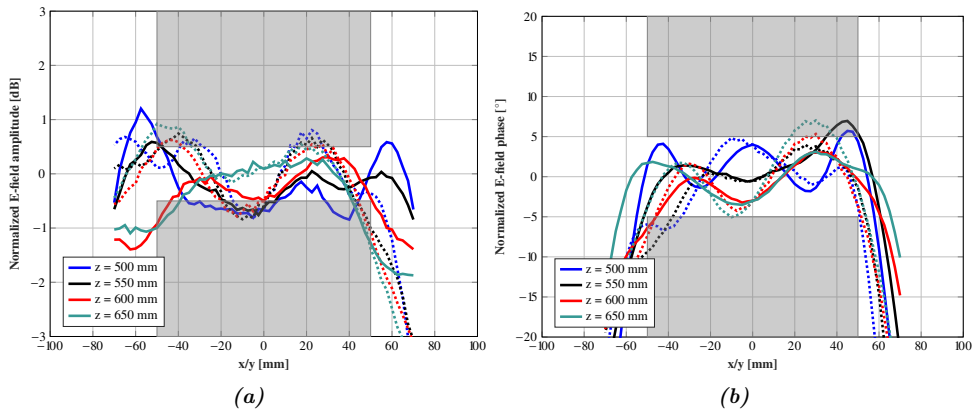 3
2
1
0
−1
−2
−3
Normalized E-field amplitude [dB]
z = 500 mm
z = 550 mm
z = 600 mm
z = 650 mm
−100 −80 −60 −40 −20 0 20 40 60 80 100
x/y [mm]
(a)
20
15
10
5
0
−5
−10
−15
−20
Normalized E-field phase [°]
z = 500 mm
z = 550 mm
z = 600 mm
z = 650 mm
−100 −80 −60 −40 −20 0 20 40 60 80 100
x/y [mm]
(b)